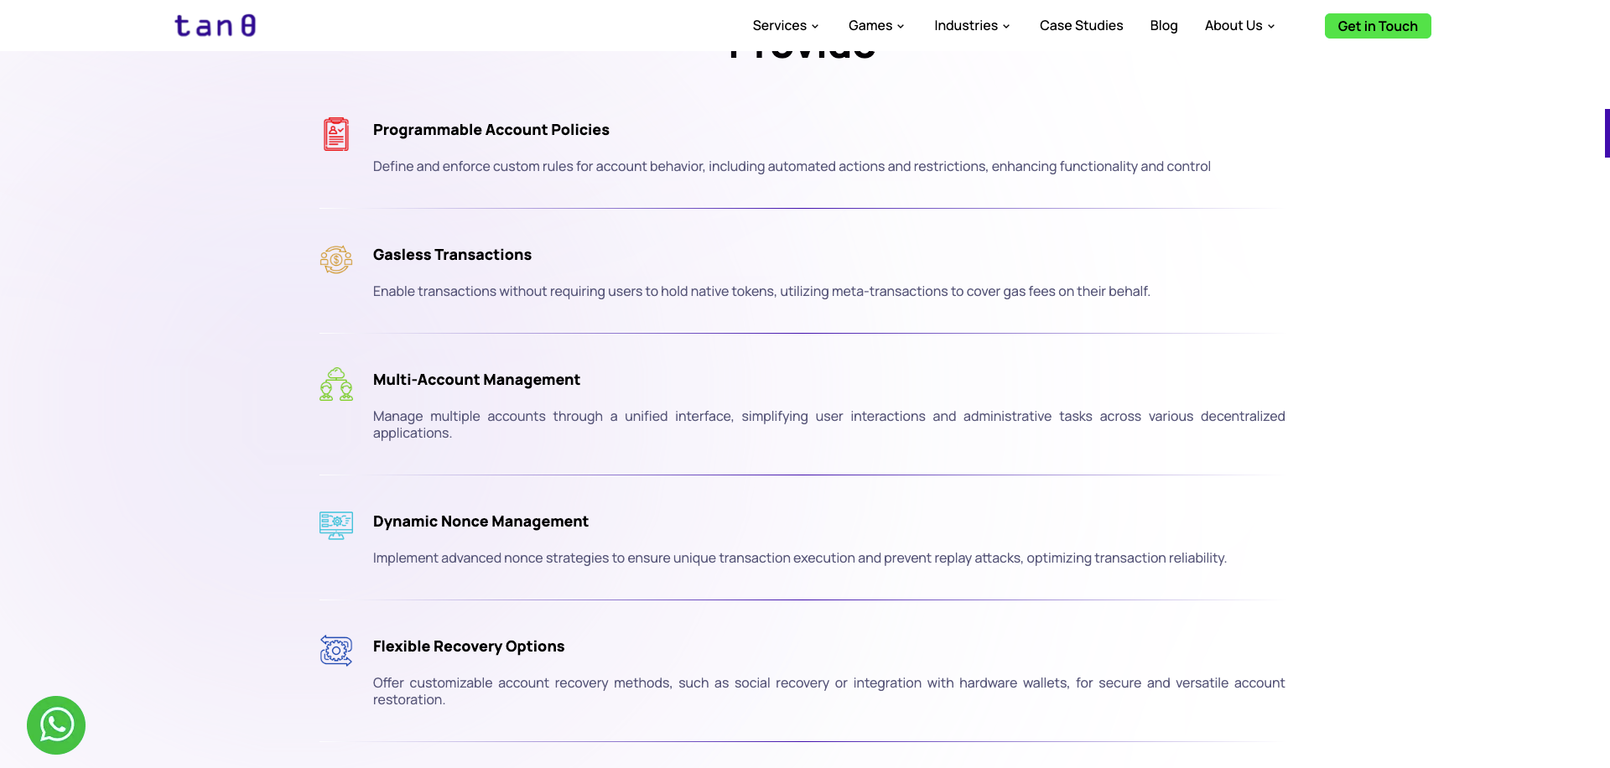 tan θ
Services
Games
Industries
Case Studies
Blog
About Us
Get in Touch
Provide
Programmable Account Policies
Define and enforce custom rules for account behavior, including automated actions and restrictions, enhancing functionality and control
Gasless Transactions
Enable transactions without requiring users to hold native tokens, utilizing meta-transactions to cover gas fees on their behalf.
Multi-Account Management
Manage multiple accounts through a unified interface, simplifying user interactions and administrative tasks across various decentralized
applications.
Dynamic Nonce Management
Implement advanced nonce strategies to ensure unique transaction execution and prevent replay attacks, optimizing transaction reliability.
Flexible Recovery Options
Offer customizable account recovery methods, such as social recovery or integration with hardware wallets, for secure and versatile account
restoration.